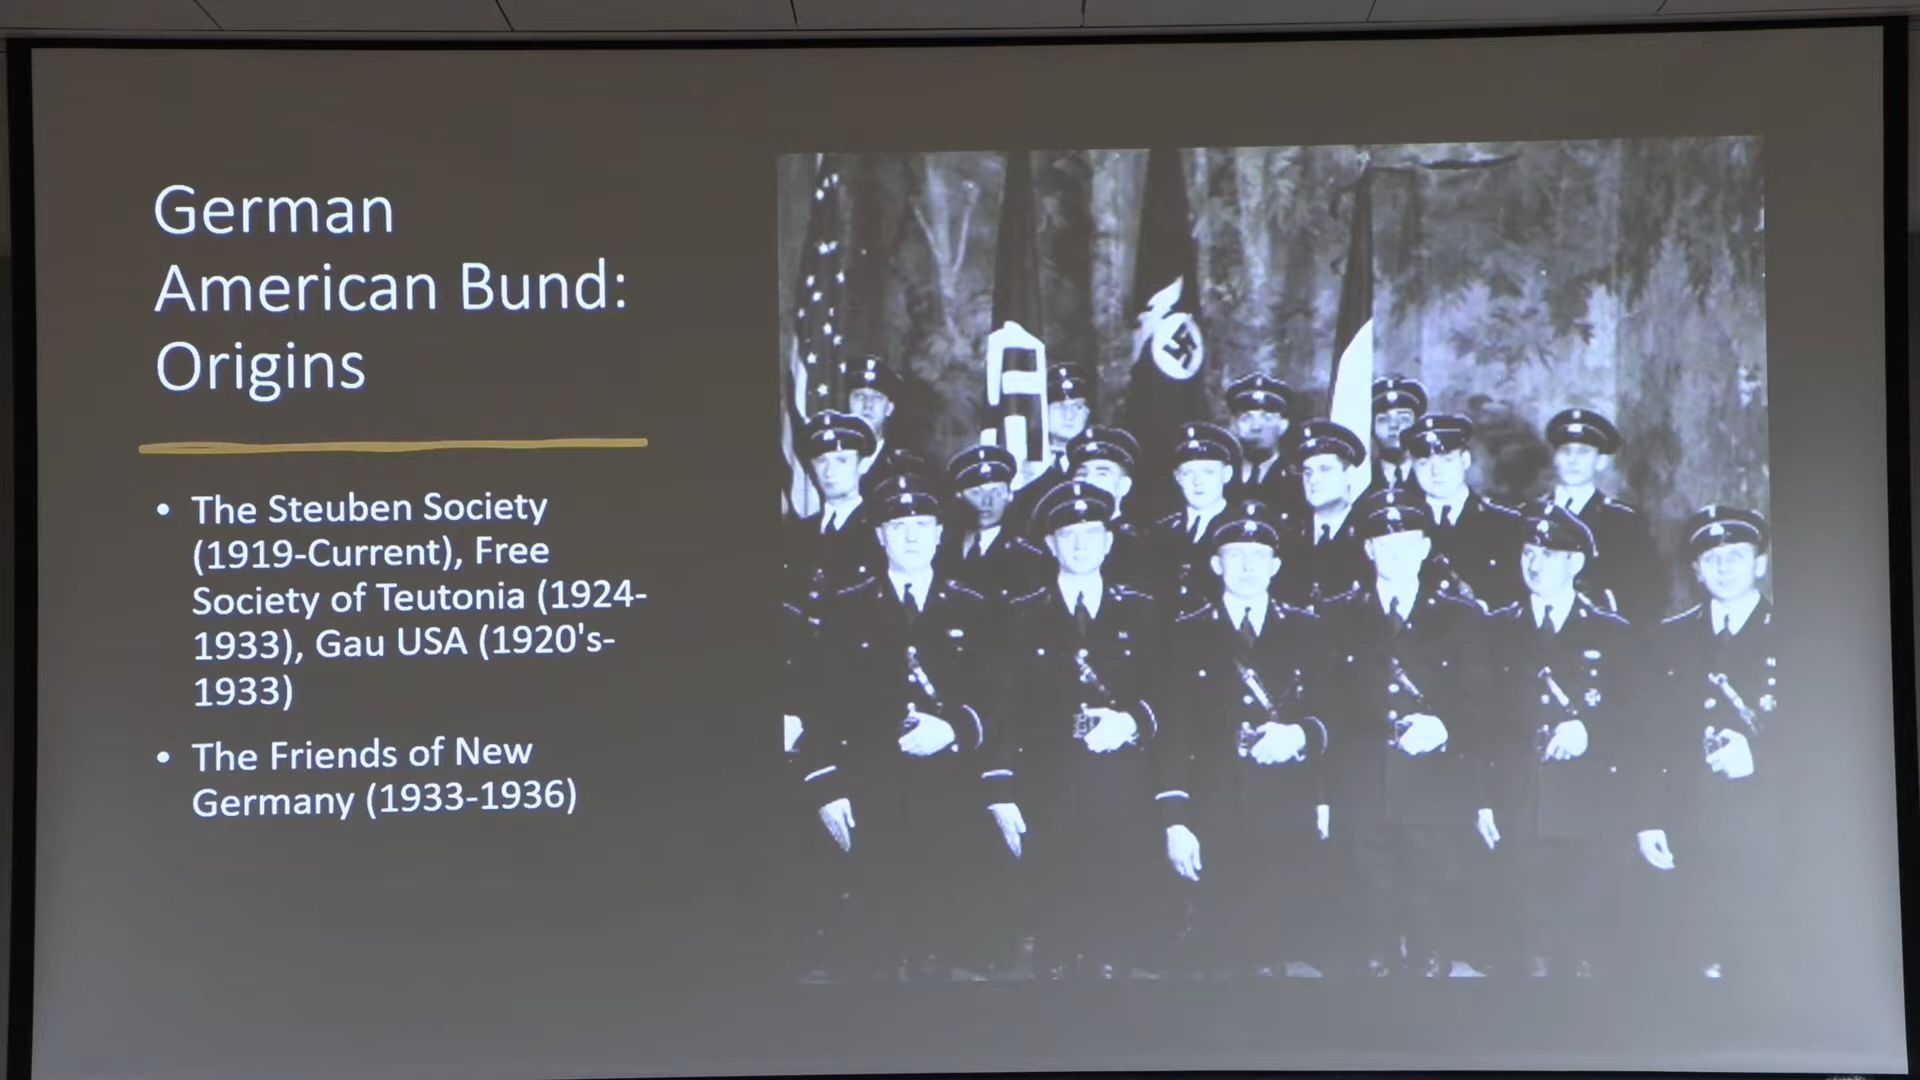 German
American Bund:
Origins
• The Steuben Society
(1919-Current), Free
Society of Teutonia (1924-
1933), Gau USA (1920's-
1933)
• The Friends of New
Germany (1933-1936)